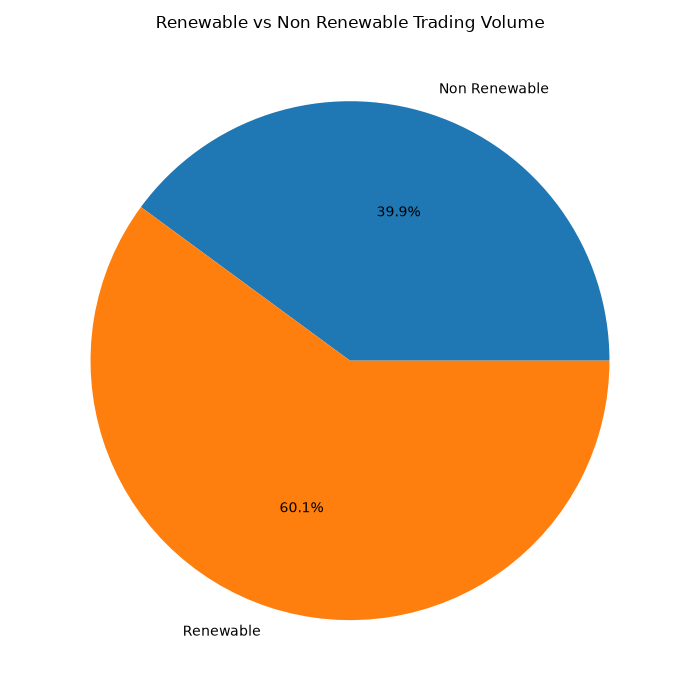 Renewable vs Non Renewable Trading Volume
Non Renewable
39.9%
60.1%
Renewable